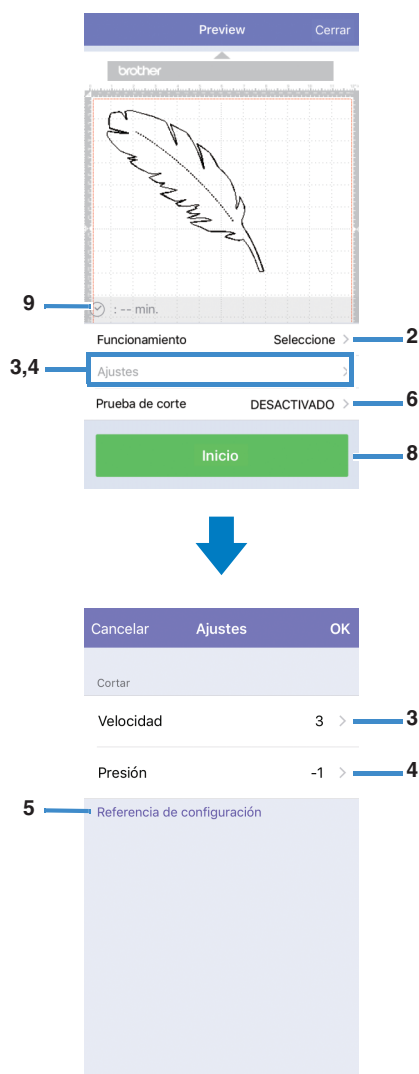 Preview Cerrar
brother
9 : -- min.
Funcionamiento Seleccione > 2
3,4 Ajustes >
Prueba de corte DESACTIVADO > 6
Inicio 8
Cancelar Ajustes OK
Cortar
Velocidad 3 > 3
Presión -1 > 4
5 Referencia de configuración